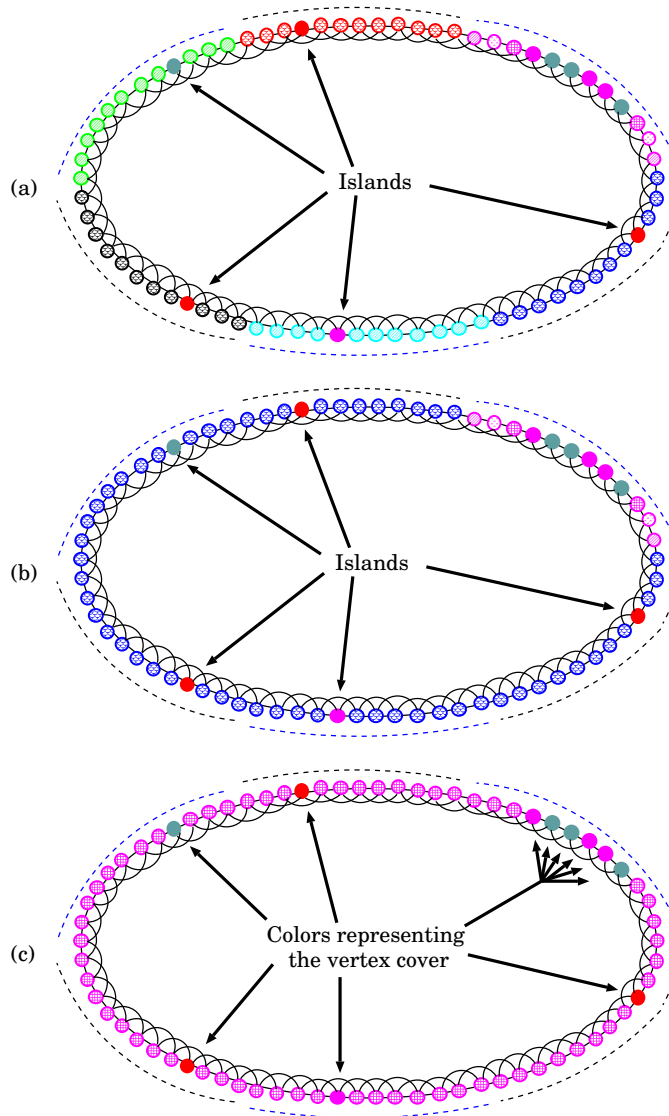 (a)
Islands
(b)
Islands
(c)
Colors representing
the vertex cover